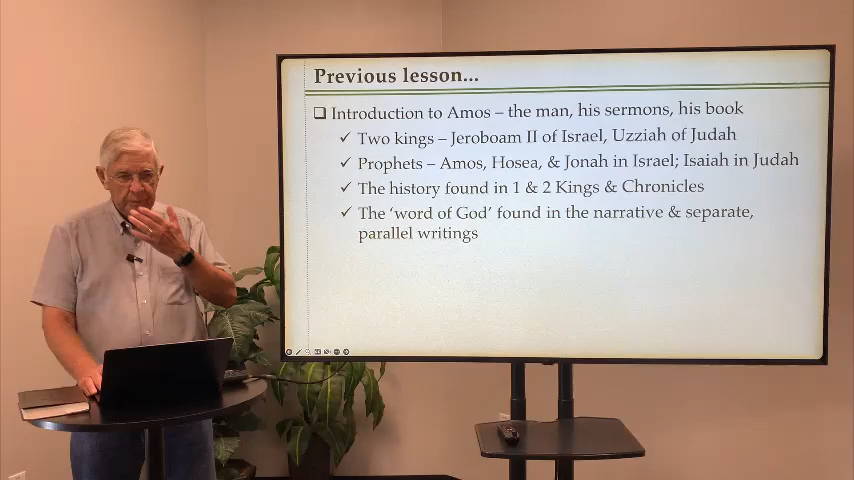 Previous lesson...
❑ Introduction to Amos – the man, his sermons, his book
✓ Two kings – Jeroboam II of Israel, Uzziah of Judah
✓ Prophets – Amos, Hosea, & Jonah in Israel; Isaiah in Judah
✓ The history found in 1 & 2 Kings & Chronicles
✓ The ‘word of God’ found in the narrative & separate,
parallel writings